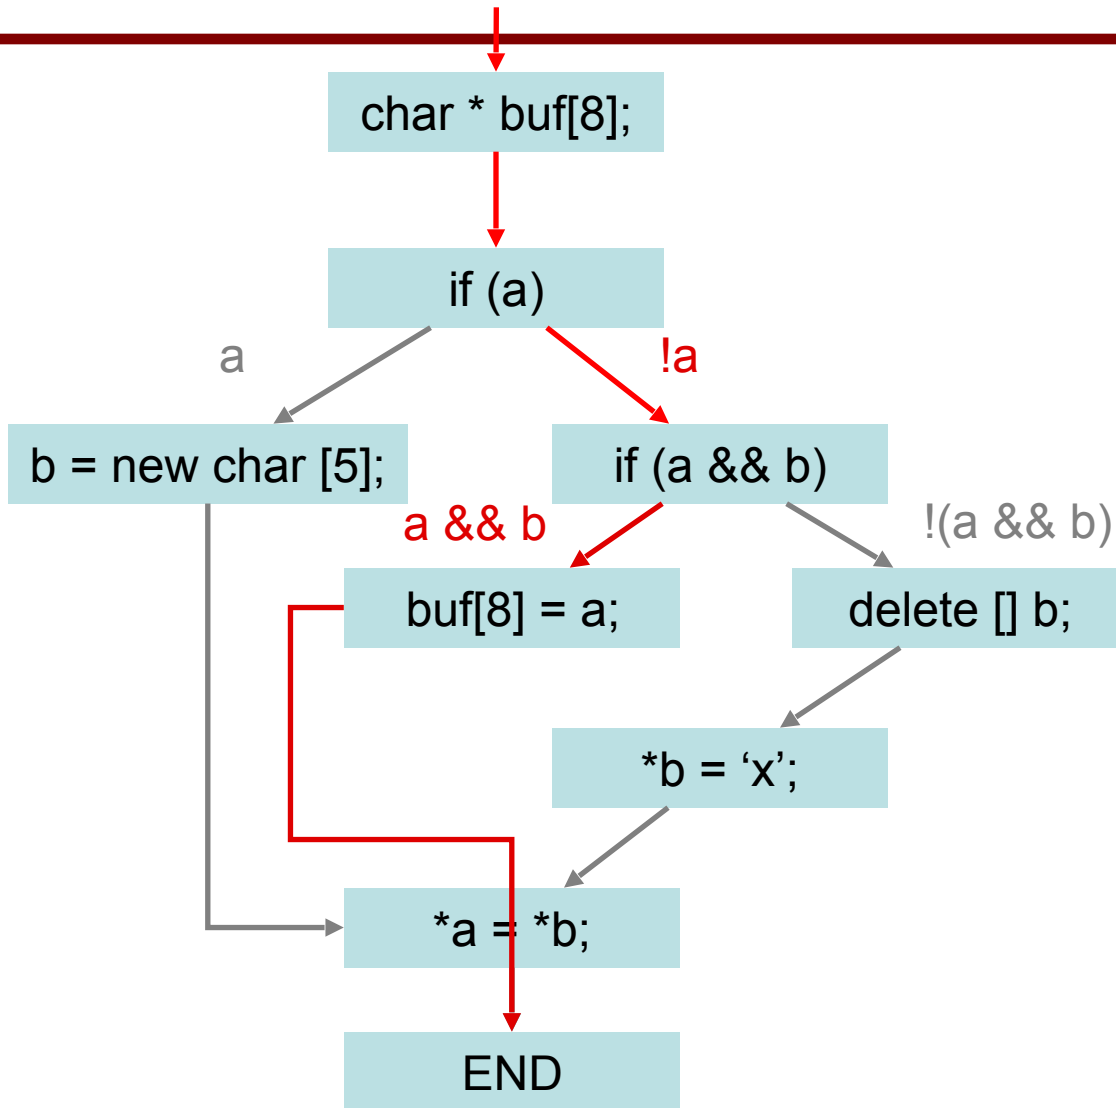 char * buf[8];
if (a)
a
!a
b = new char [5];
if (a && b)
a && b
!(a && b)
buf[8] = a;
delete [] b;
*b = ‘x’;
*a = *b;
END